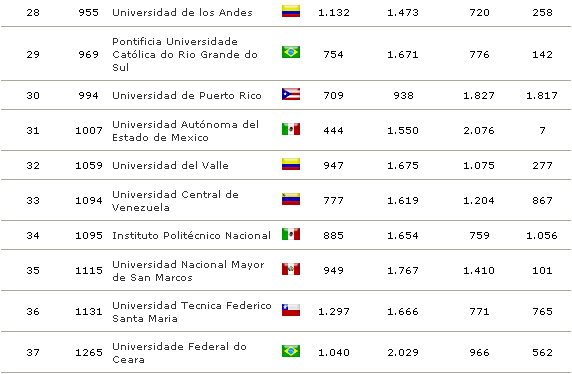 28 955 Universidad de los Andes 1.132 1.473 720 258
29 969 Pontificia Universidade Católica do Rio Grande do Sul 754 1.671 776 142
30 994 Universidad de Puerto Rico 709 938 1.827 1.817
31 1007 Universidad Autónoma del Estado de Mexico 444 1.550 2.076 7
32 1059 Universidad del Valle 947 1.675 1.075 277
33 1094 Universidad Central de Venezuela 777 1.619 1.204 867
34 1095 Instituto Politécnico Nacional 885 1.654 759 1.056
35 1115 Universidad Nacional Mayor de San Marcos 949 1.767 1.410 101
36 1131 Universidad Tecnica Federico Santa Maria 1.297 1.666 771 765
37 1265 Universidade Federal do Ceara 1.040 2.029 966 562